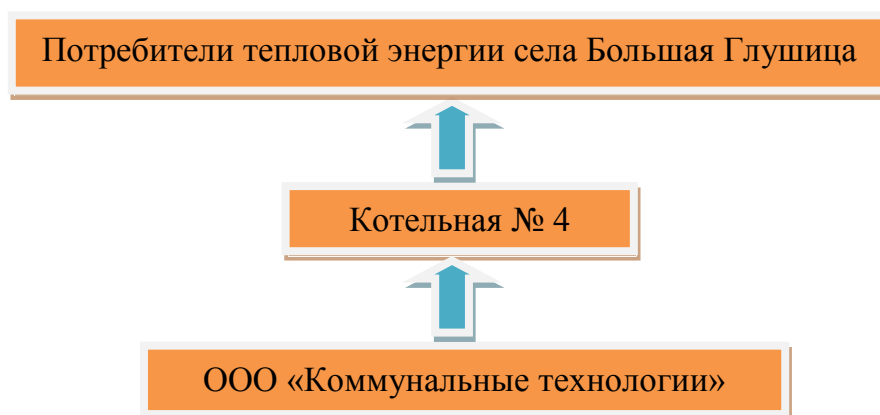 Потребители тепловой энергии села Большая Глушица
Котельная № 4
ООО «Коммунальные технологии»